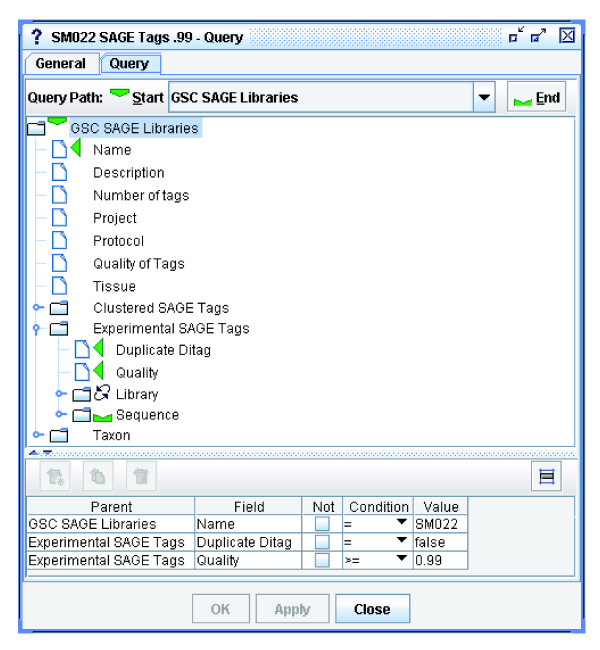 ? SM022 SAGE Tags .99 - Query
General Query
Query Path: Start GSC SAGE Libraries End
GSC SAGE Libraries
Name
Description
Number of tags
Project
Protocol
Quality of Tags
Tissue
Clustered SAGE Tags
Experimental SAGE Tags
Duplicate Ditag
Quality
Library
Sequence
Taxon
Parent Field Not Condition Value
GSC SAGE Libraries Name = SM022
Experimental SAGE Tags Duplicate Ditag = false
Experimental SAGE Tags Quality >= 0.99
OK Apply Close